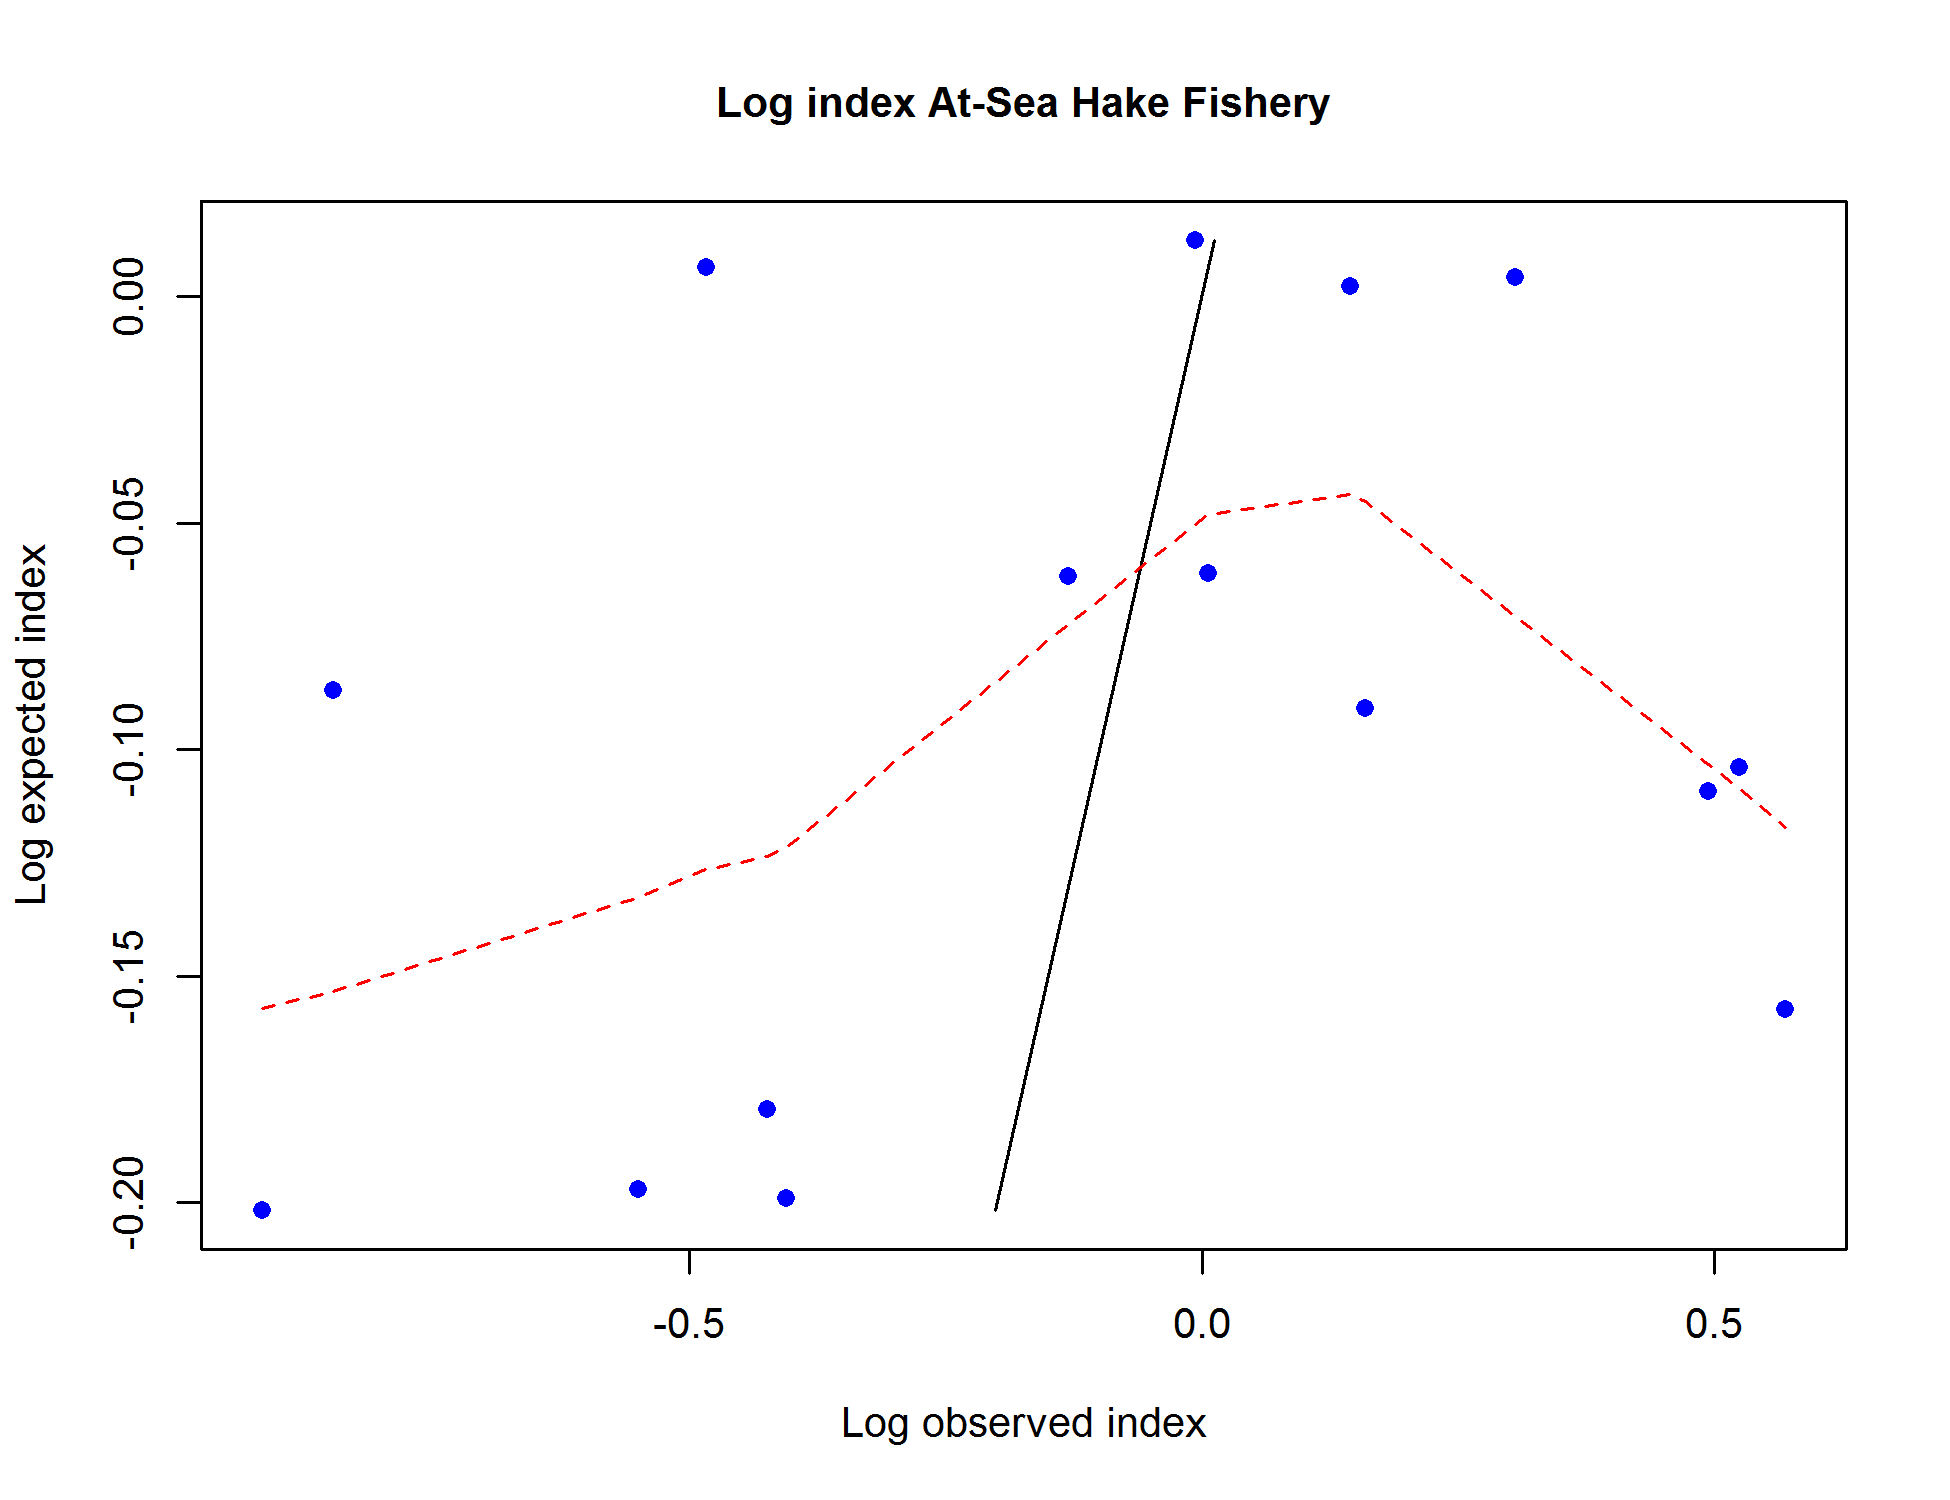 Log index At-Sea Hake Fishery
Log expected index
0.00
-0.05
-0.10
-0.15
-0.20
-0.5
0.0
0.5
Log observed index